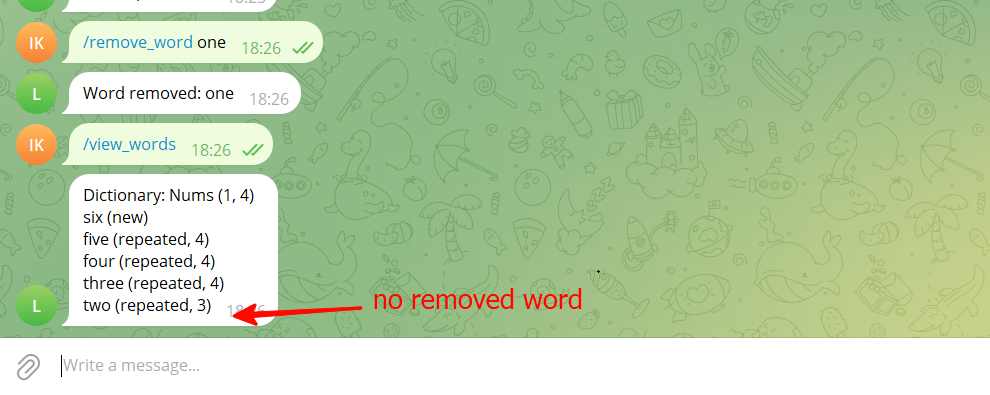 18:25
IK
/remove_word one 18:26
L
Word removed: one 18:26
IK
/view_words 18:26
Dictionary: Nums (1, 4)
six (new)
five (repeated, 4)
four (repeated, 4)
three (repeated, 4)
two (repeated, 3)
L
no removed word
Write a message...